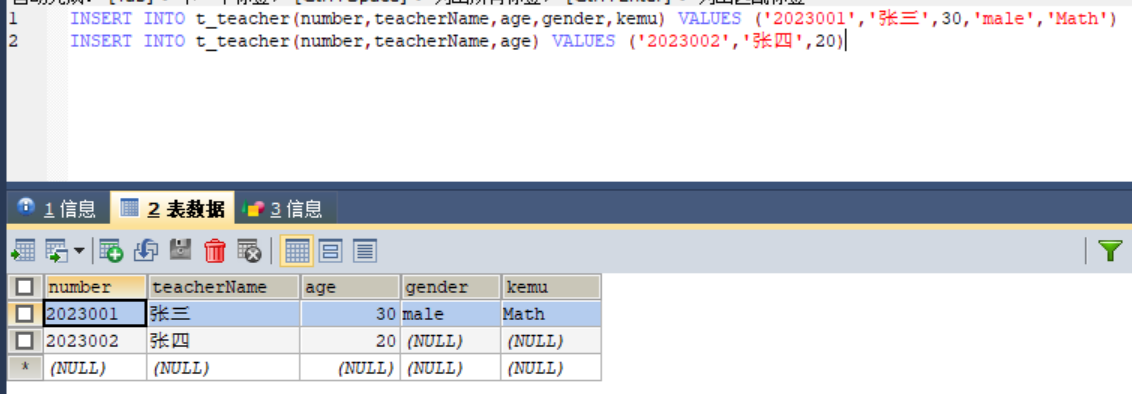 1 INSERT INTO t_teacher(number,teacherName,age,gender,kemu) VALUES ('2023001','张三',30,'male','Math')
2 INSERT INTO t_teacher(number,teacherName,age) VALUES ('2023002','张四',20)
1 信息 2 表数据 3 信息
number teacherName age gender kemu
2023001 张三 30 male Math
2023002 张四 20 (NULL) (NULL)
* (NULL) (NULL) (NULL) (NULL) (NULL)